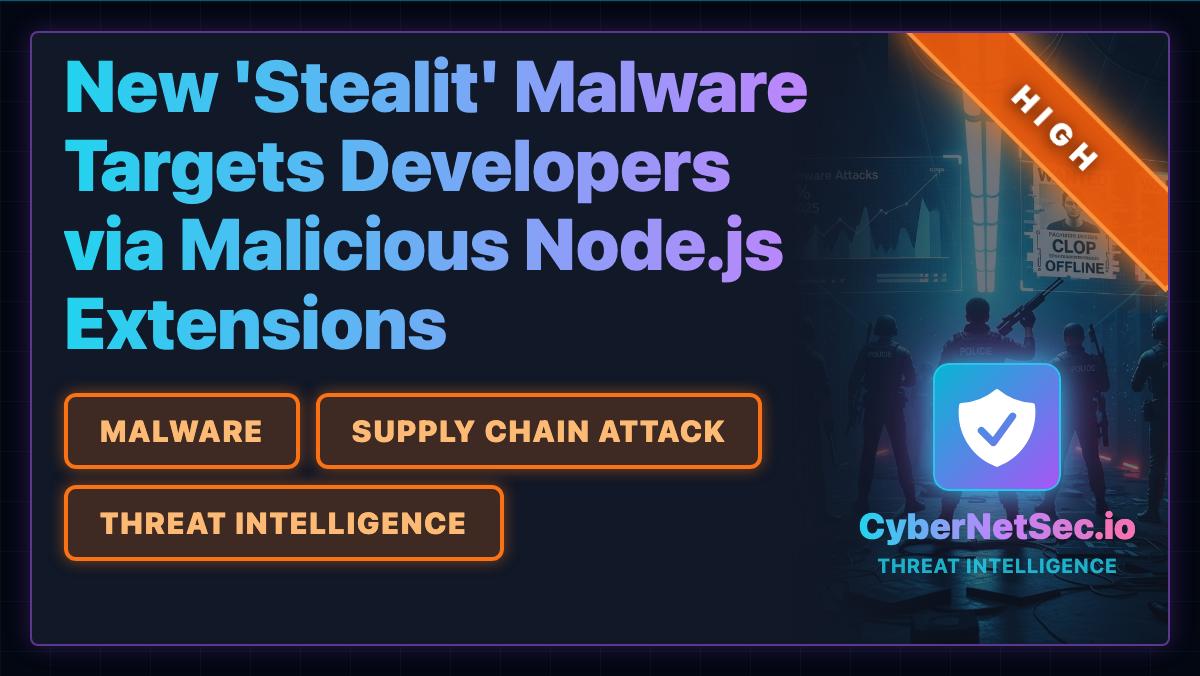 New 'Stealit' Malware
Targets Developers
via Malicious Node.js
Extensions
HIGH
MALWARE
SUPPLY CHAIN ATTACK
THREAT INTELLIGENCE
ware Attacks
CLOP
OFFLINE
POLICE
POLICE
POLICE
CyberNetSec.io
THREAT INTELLIGENCE